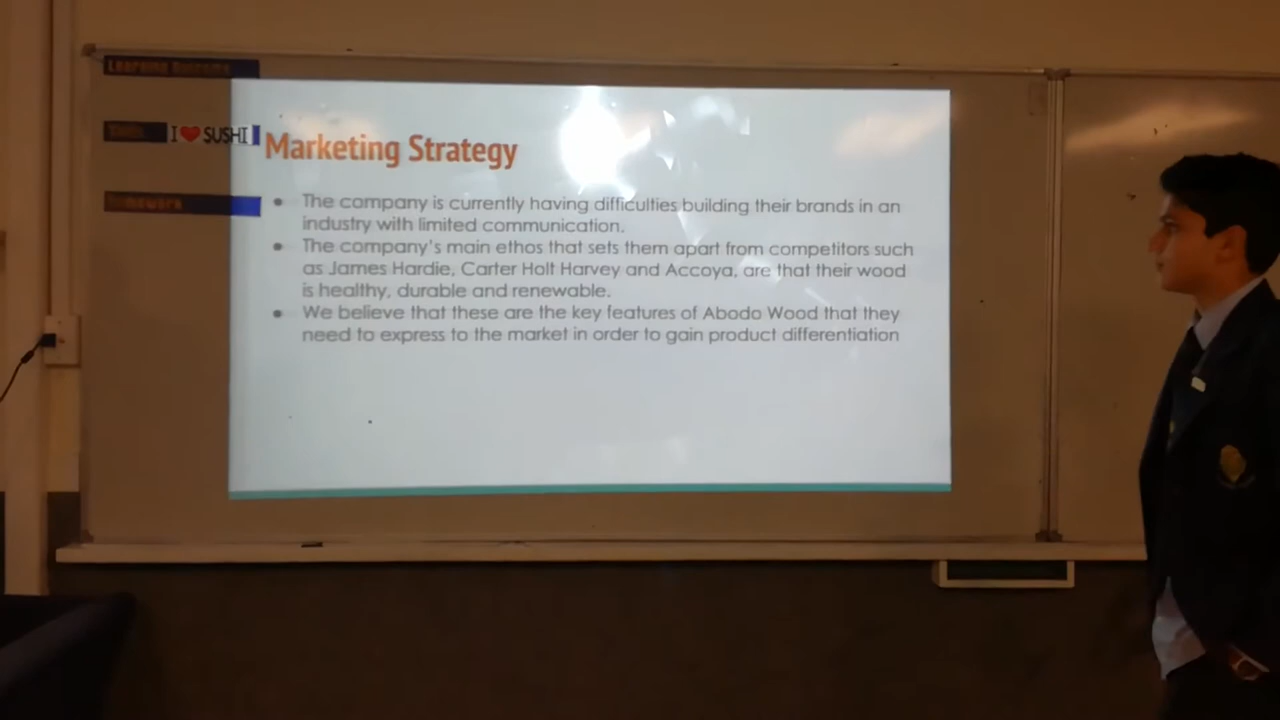 Learning Outcome
I ❤ SUSHI
Marketing Strategy
• The company is currently having difficulties building their brands in an
industry with limited communication.
• The company's main ethos that sets them apart from competitors such
as James Hardie, Carter Holt Harvey and Accoya, are that their wood
is healthy, durable and renewable.
• We believe that these are the key features of Abodo Wood that they
need to express to the market in order to gain product differentiation